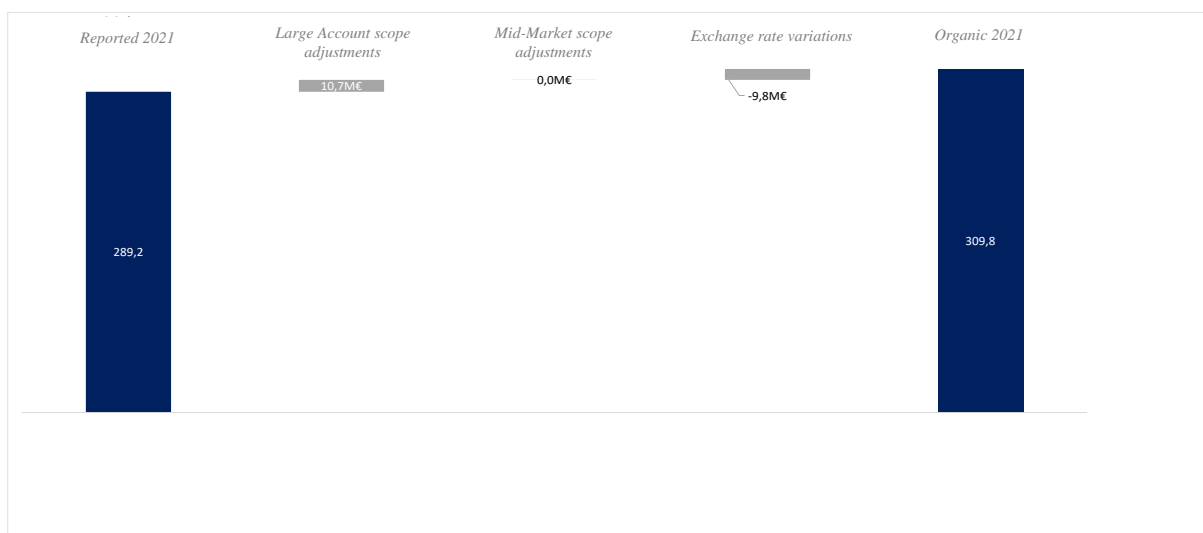 Reported 2021
Large Account scope
adjustments
Mid-Market scope
adjustments
Exchange rate variations
Organic 2021
10,7M€
0,0M€
-9,8M€
289,2
309,8